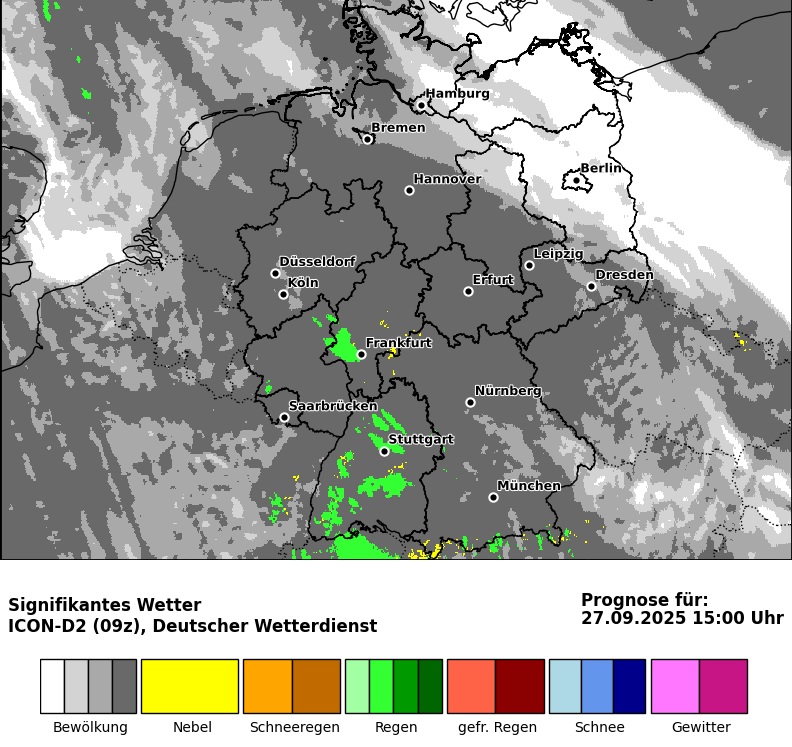 Hamburg
Bremen
Berlin
Hannover
Leipzig
Düsseldorf
Dresden
Köln
Erfurt
Frankfurt
Nürnberg
Saarbrücken
Stuttgart
München
Signifikantes Wetter
ICON-D2 (09z), Deutscher Wetterdienst
Prognose für:
27.09.2025 15:00 Uhr
Bewölkung
Nebel
Schneeregen
Regen
gefr. Regen
Schnee
Gewitter